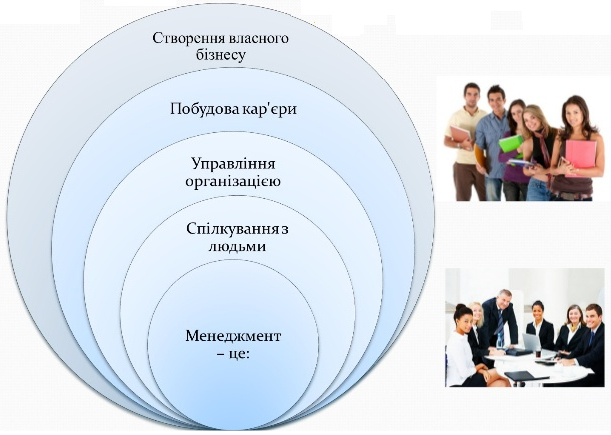 Створення власного
бізнесу
Побудова кар'єри
Управління
організацією
Спілкування з
людьми
Менеджмент
– це: